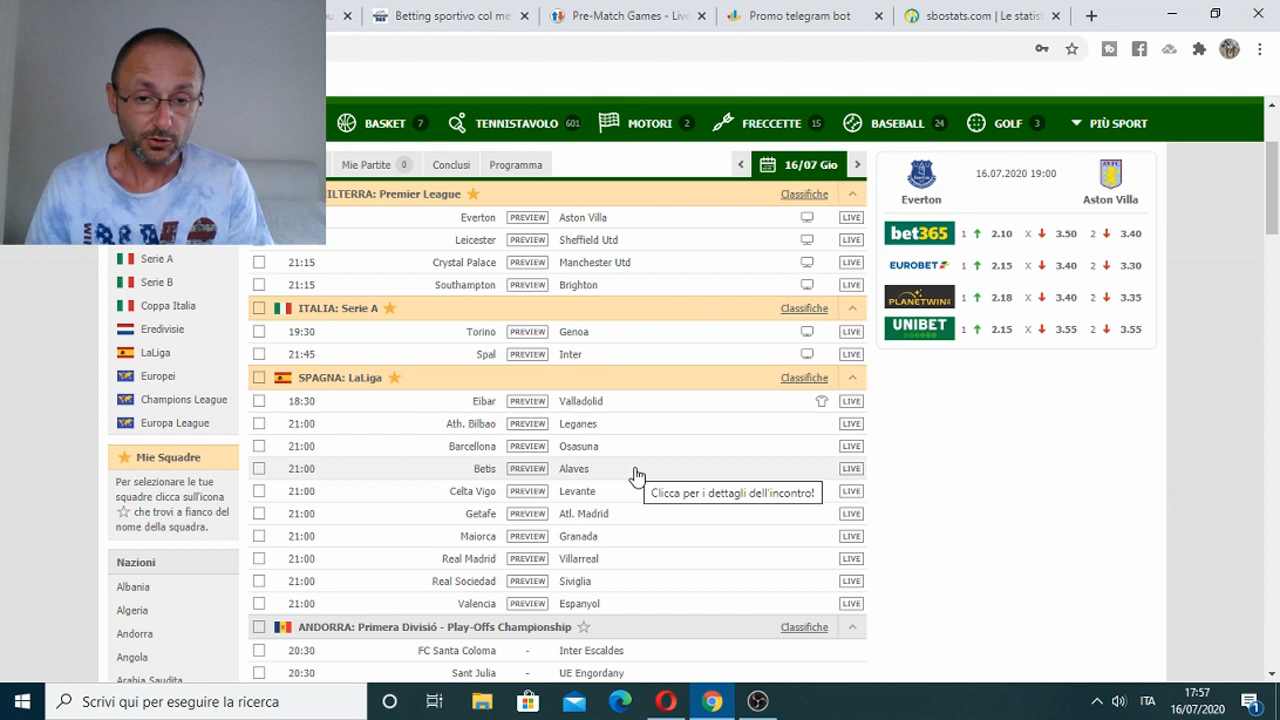 Betting sportivo col me
Pre-Match Games - Live
Promo telegram bot
sbostats.com | Le statist
BASKET 7
TENNISTAVOLO 601
MOTORI 2
FRECCETTE 15
BASEBALL 24
GOLF 3
PIÙ SPORT
Mie Partite 0
Conclusi
Programma
16/07 Gio
ILTERRA: Premier League
Classifiche
Everton PREVIEW Aston Villa LIVE
Leicester PREVIEW Sheffield Utd LIVE
21:15 Crystal Palace PREVIEW Manchester Utd LIVE
21:15 Southampton PREVIEW Brighton LIVE
ITALIA: Serie A
Classifiche
19:30 Torino PREVIEW Genoa LIVE
21:45 Spal PREVIEW Inter LIVE
SPAGNA: LaLiga
Classifiche
18:30 Eibar PREVIEW Valladolid LIVE
21:00 Ath. Bilbao PREVIEW Leganes LIVE
21:00 Barcellona PREVIEW Osasuna LIVE
21:00 Betis PREVIEW Alaves LIVE
21:00 Celta Vigo PREVIEW Levante LIVE
Clicca per i dettagli dell'incontro!
21:00 Getafe PREVIEW Atl. Madrid LIVE
21:00 Maiorca PREVIEW Granada LIVE
21:00 Real Madrid PREVIEW Villarreal LIVE
21:00 Real Sociedad PREVIEW Siviglia LIVE
21:00 Valencia PREVIEW Espanyol LIVE
ANDORRA: Primera Divisió - Play-Offs Championship
Classifiche
20:30 FC Santa Coloma - Inter Escaldes
20:30 Sant Julia - UE Engordany
16.07.2020 19:00
Everton
Aston Villa
bet365 1 2.10 X 3.50 2 3.40
EUROBET 1 2.15 X 3.40 2 3.30
PLANETWIN 1 2.18 X 3.40 2 3.35
UNIBET 1 2.15 X 3.55 2 3.55
Serie A
Serie B
Coppa Italia
Eredivisie
LaLiga
Europei
Champions League
Europa League
Mie Squadre
Per selezionare le tue
squadre clicca sull'icona
che trovi a fianco del
nome della squadra.
Nazioni
Albania
Algeria
Andorra
Angola
Arabia Saudita
Scrivi qui per eseguire la ricerca
ITA
17:57
16/07/2020
1